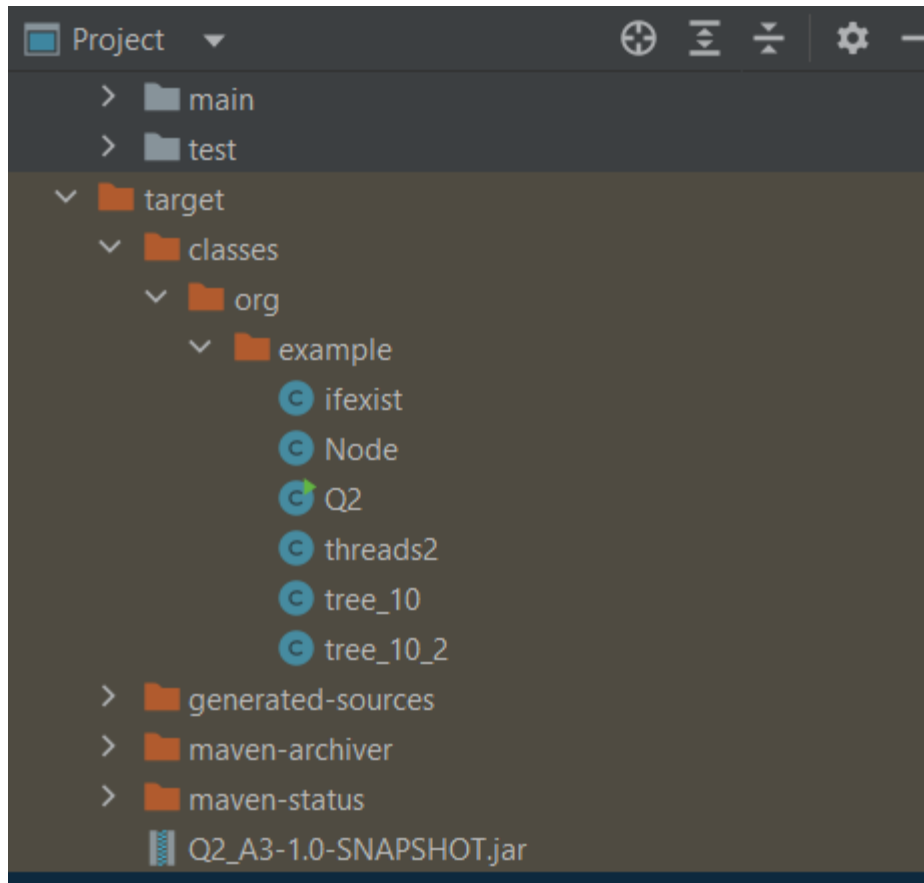 Project
main
test
target
classes
org
example
ifexist
Node
Q2
threads2
tree_10
tree_10_2
generated-sources
maven-archiver
maven-status
Q2_A3-1.0-SNAPSHOT.jar